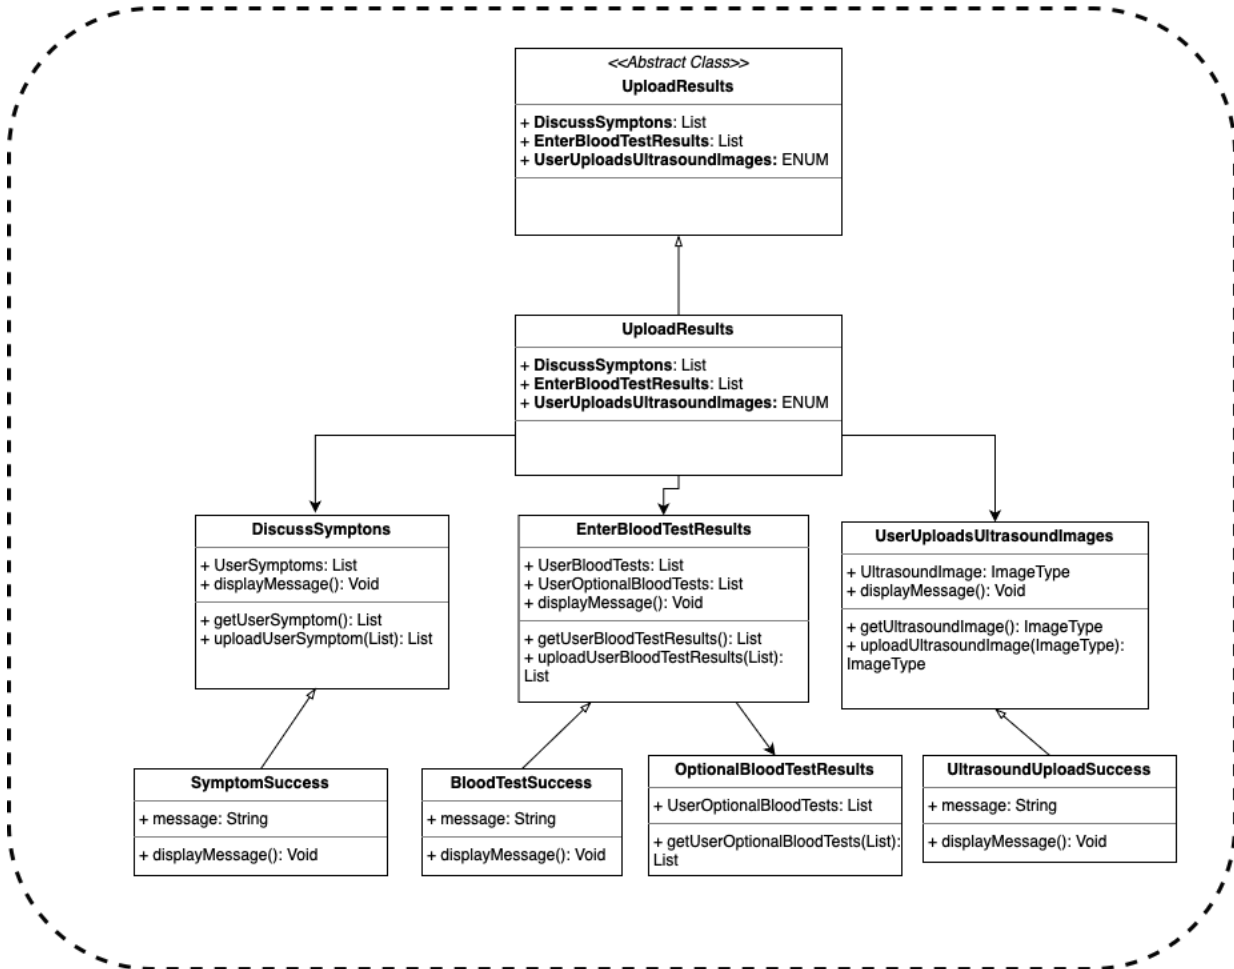 <<Abstract Class>>
UploadResults
+ DiscussSymptons: List
+ EnterBloodTestResults: List
+ UserUploadsUltrasoundImages: ENUM
UploadResults
+ DiscussSymptons: List
+ EnterBloodTestResults: List
+ UserUploadsUltrasoundImages: ENUM
DiscussSymptons
+ UserSymptoms: List
+ displayMessage(): Void
+ getUserSymptom(): List
+ uploadUserSymptom(List): List
EnterBloodTestResults
+ UserBloodTests: List
+ UserOptionalBloodTests: List
+ displayMessage(): Void
+ getUserBloodTestResults(): List
+ uploadUserBloodTestResults(List):
List
UserUploadsUltrasoundImages
+ UltrasoundImage: ImageType
+ displayMessage(): Void
+ getUltrasoundImage(): ImageType
+ uploadUltrasoundImage(ImageType):
ImageType
SymptomSuccess
+ message: String
+ displayMessage(): Void
BloodTestSuccess
+ message: String
+ displayMessage(): Void
OptionalBloodTestResults
+ UserOptionalBloodTests: List
+ getUserOptionalBloodTests(List):
List
UltrasoundUploadSuccess
+ message: String
+ displayMessage(): Void